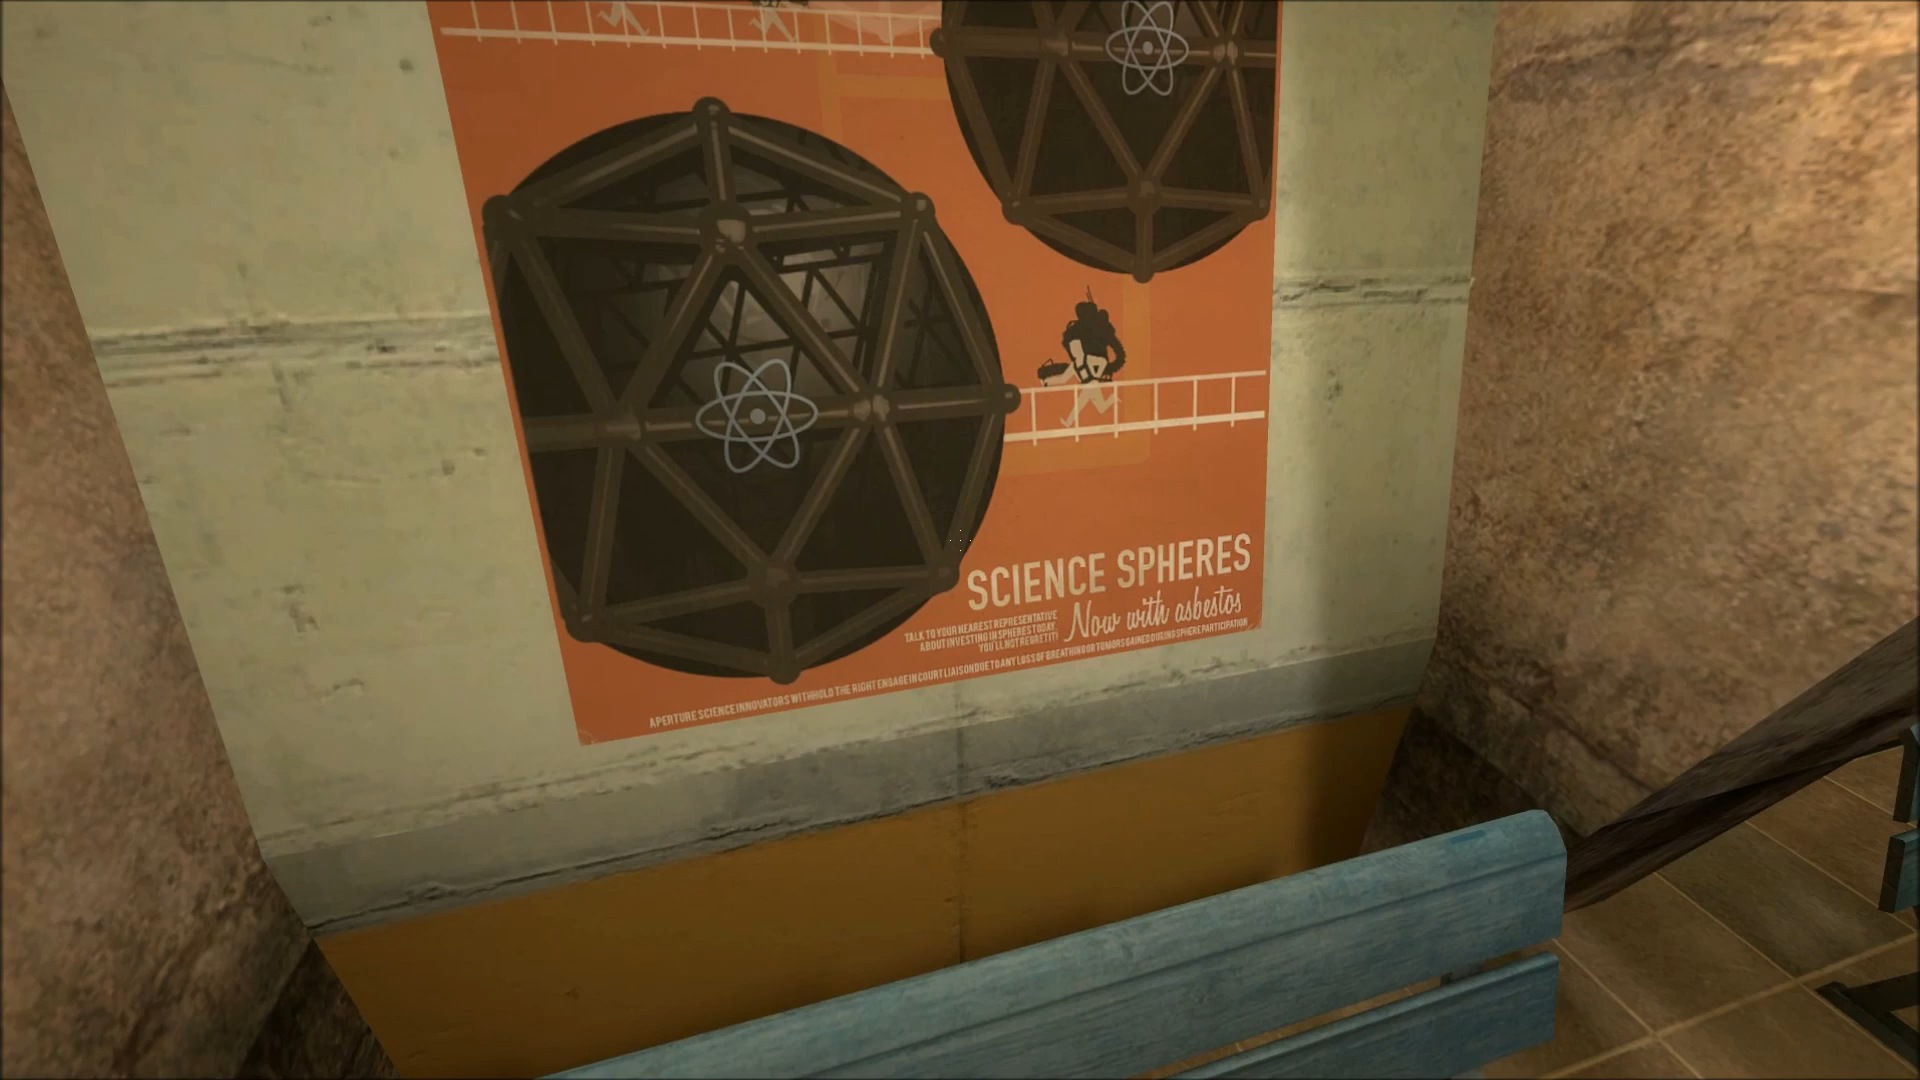 SCIENCE SPHERES
Now with asbestos
TALK TO YOUR NEAREST REPRESENTATIVE
ABOUT INVESTING IN SPHERES TODAY.
YOU'LL NOT REGRET IT!
APERTURE SCIENCE INNOVATORS WITHHOLD THE RIGHT ENGAGE IN COURT LIAISON DUE TO ANY LOSS OF BREATHING OR TUMORS GAINED DURING SPHERE PARTICIPATION